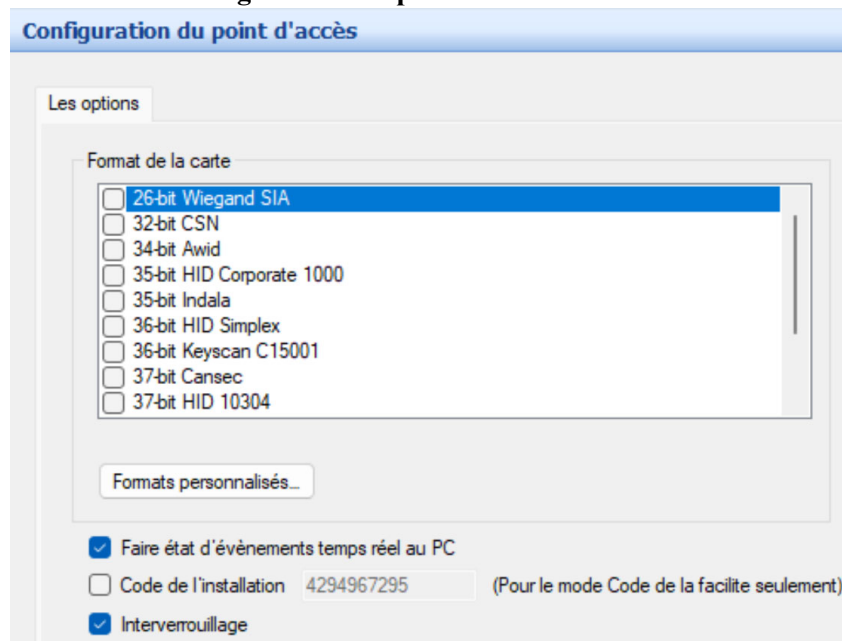 Configuration du point d'accès
Les options
Format de la carte
26-bit Wiegand SIA
32-bit CSN
34-bit Awid
35-bit HID Corporate 1000
35-bit Indala
36-bit HID Simplex
36-bit Keyscan C15001
37-bit Cansec
37-bit HID 10304
Formats personnalisés...
Faire état d'évènements temps réel au PC
Code de l'installation 4294967295 (Pour le mode Code de la facilite seulement)
Interverrouillage